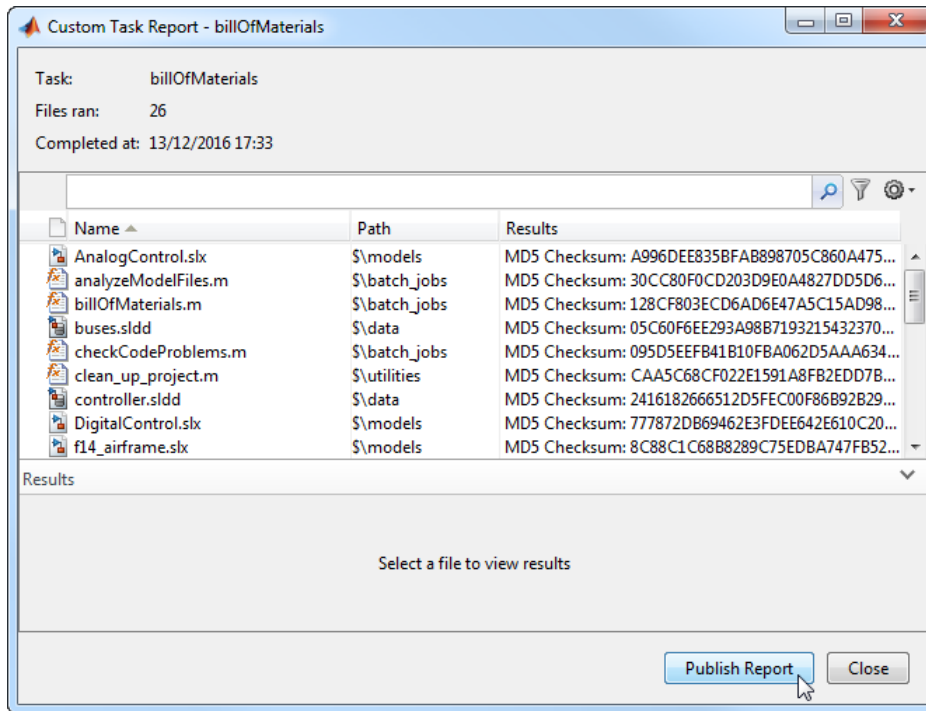 Custom Task Report - billOfMaterials
Task: billOfMaterials
Files ran: 26
Completed at: 13/12/2016 17:33
Name Path Results
AnalogControl.slx $\models MD5 Checksum: A996DEE835BFAB898705C860A475...
analyzeModelFiles.m $\batch_jobs MD5 Checksum: 30CC80F0CD203D9E0A4827DD5D6...
billOfMaterials.m $\batch_jobs MD5 Checksum: 128CF803ECD6AD6E47A5C15AD98...
buses.sldd $\data MD5 Checksum: 05C60F6EE293A98B7193215432370...
checkCodeProblems.m $\batch_jobs MD5 Checksum: 095D5EEFB41B10FBA062D5AAA634...
clean_up_project.m $\utilities MD5 Checksum: CAA5C68CF022E1591A8FB2EDD7B...
controller.sldd $\data MD5 Checksum: 2416182666512D5FEC00F86B92B29...
DigitalControl.slx $\models MD5 Checksum: 777872DB69462E3FDEE642E610C20...
f14_airframe.slx $\models MD5 Checksum: 8C88C1C68B8289C75EDBA747FB52...
Results
Select a file to view results
Publish Report Close